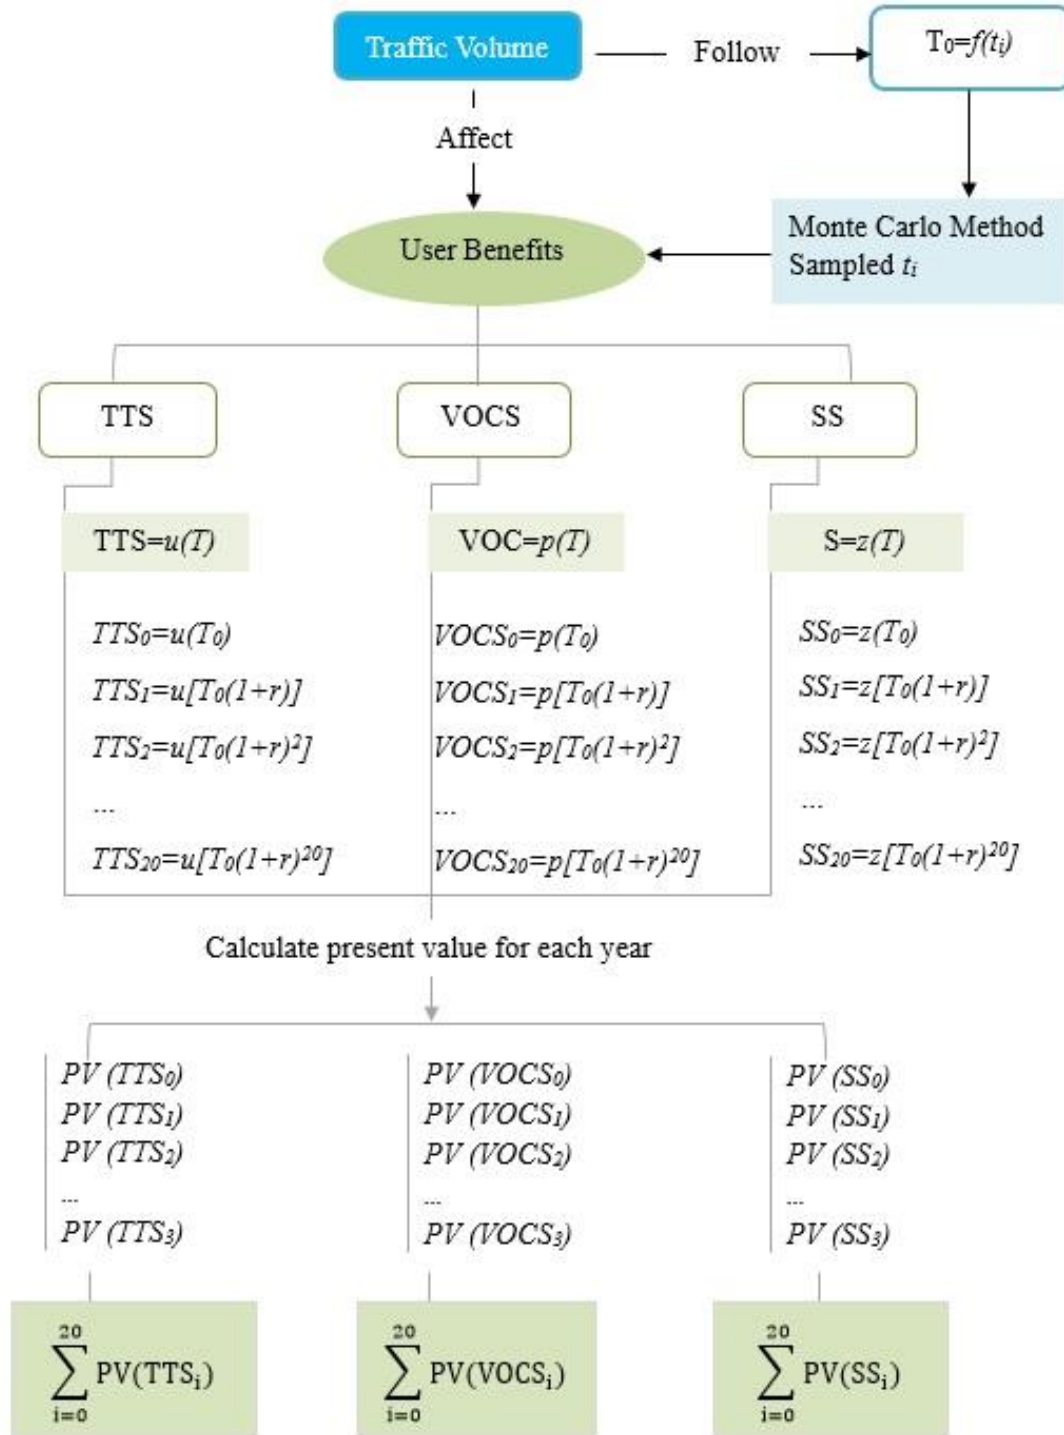 Traffic Volume
Follow
T₀=f(tᵢ)
Affect
User Benefits
Monte Carlo Method
Sampled tᵢ
TTS
VOCS
SS
TTS=u(T)
VOC=p(T)
S=z(T)
TTS₀=u(T₀)
VOCS₀=p(T₀)
SS₀=z(T₀)
TTS₁=u[T₀(1+r)]
VOCS₁=p[T₀(1+r)]
SS₁=z[T₀(1+r)]
TTS₂=u[T₀(1+r)²]
VOCS₂=p[T₀(1+r)²]
SS₂=z[T₀(1+r)²]
...
...
...
TTS₂₀=u[T₀(1+r)²⁰]
VOCS₂₀=p[T₀(1+r)²⁰]
SS₂₀=z[T₀(1+r)²⁰]
Calculate present value for each year
PV (TTS₀)
PV (TTS₁)
PV (TTS₂)
...
PV (TTS₃)
PV (VOCS₀)
PV (VOCS₁)
PV (VOCS₂)
...
PV (VOCS₃)
PV (SS₀)
PV (SS₁)
PV (SS₂)
...
PV (SS₃)
20
∑ PV(TTSᵢ)
i=0
20
∑ PV(VOCSᵢ)
i=0
20
∑ PV(SSᵢ)
i=0